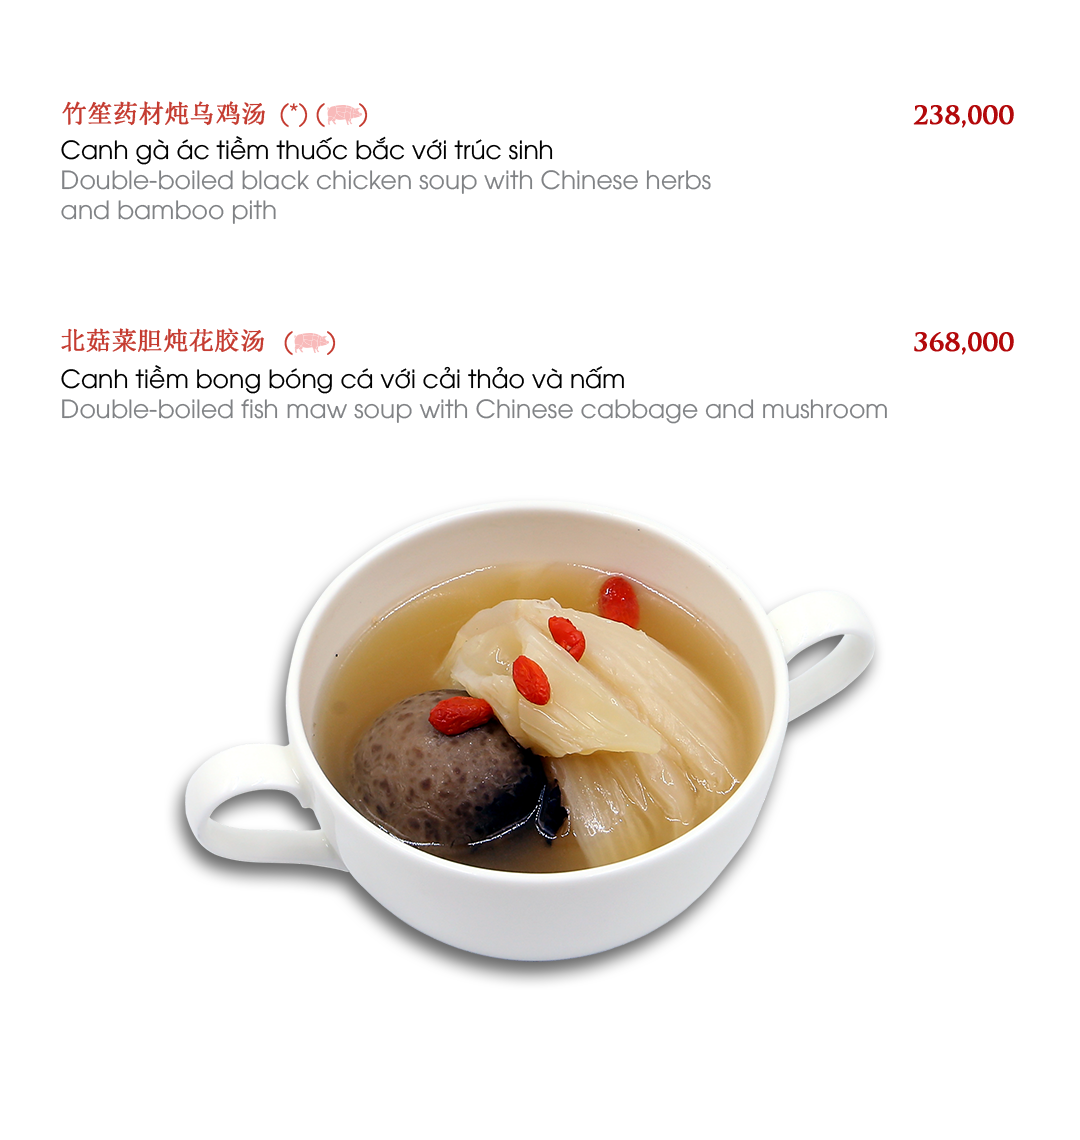 竹笙药材炖乌鸡汤 (*) ( )
238,000
Canh gà ác tiềm thuốc bắc với trúc sinh
Double-boiled black chicken soup with Chinese herbs
and bamboo pith
北菇菜胆炖花胶汤 ( )
368,000
Canh tiềm bong bóng cá với cải thảo và nấm
Double-boiled fish maw soup with Chinese cabbage and mushroom